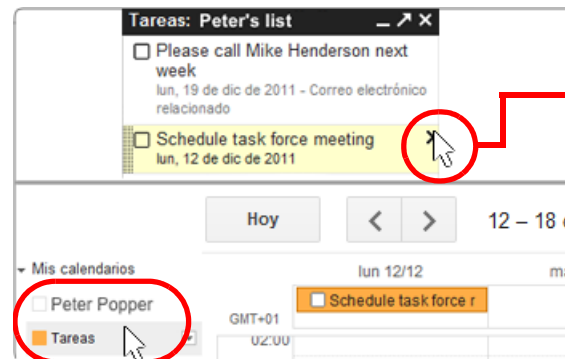 Tareas: Peter's list
Please call Mike Henderson next
week
lun, 19 de dic de 2011 - Correo electrónico
relacionado
Schedule task force meeting
lun, 12 de dic de 2011
Hoy
12 – 18
Mis calendarios
lun 12/12
Peter Popper
Schedule task force r
GMT+01
Tareas
02:00